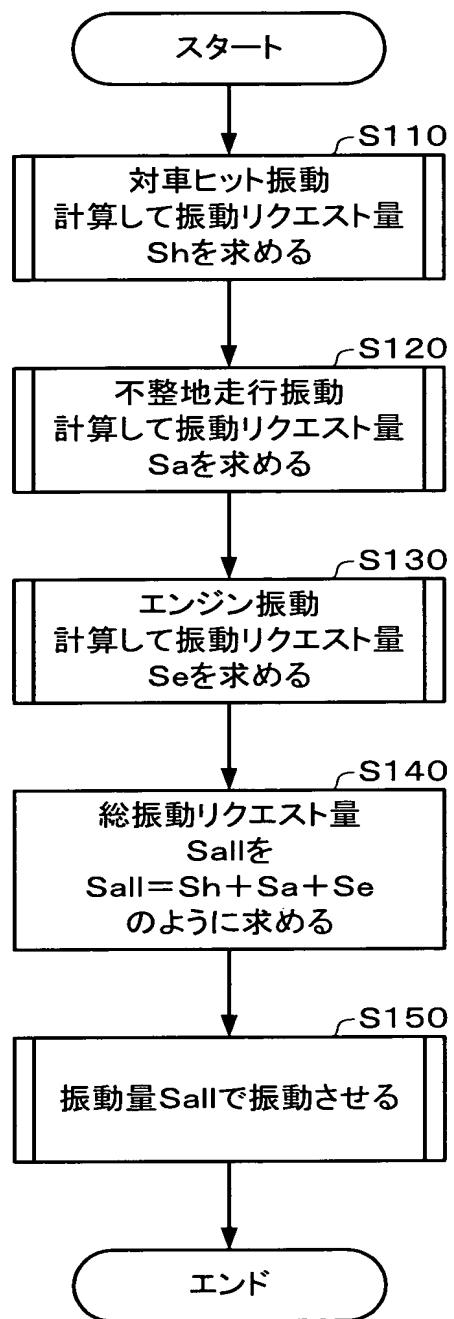 スタート
S110
対車ヒット振動
計算して振動リクエスト量
Shを求める
S120
不整地走行振動
計算して振動リクエスト量
Saを求める
S130
エンジン振動
計算して振動リクエスト量
Seを求める
S140
総振動リクエスト量
Sallを
Sall=Sh+Sa+Se
のように求める
S150
振動量Sallで振動させる
エンド